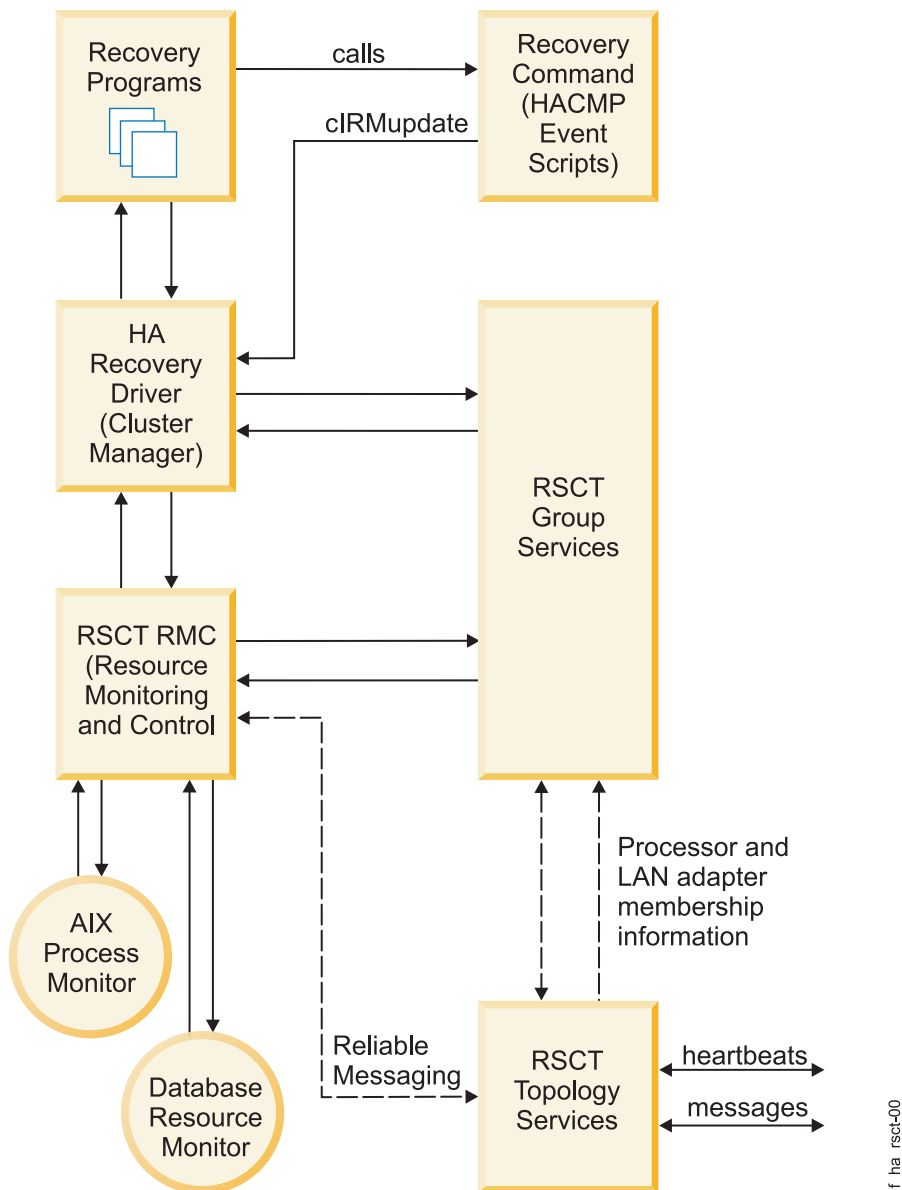 Recovery
Programs
calls
Recovery
Command
(HACMP
Event
Scripts)
clRMupdate
HA
Recovery
Driver
(Cluster
Manager)
RSCT
Group
Services
RSCT RMC
(Resource
Monitoring
and Control
Processor and
LAN adapter
membership
information
AIX
Process
Monitor
Reliable
Messaging
RSCT
Topology
Services
heartbeats
messages
Database
Resource
Monitor
f_ha_rsct-00